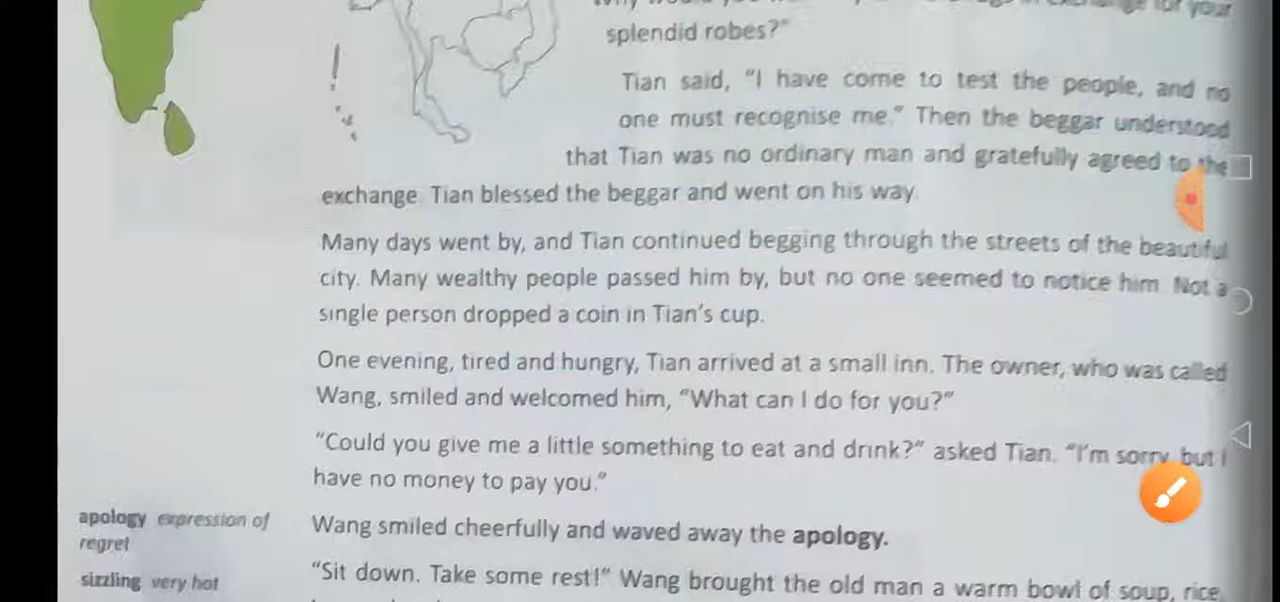 for your
splendid robes?"
Tian said, "I have come to test the people, and no
one must recognise me." Then the beggar understood
that Tian was no ordinary man and gratefully agreed to the
exchange. Tian blessed the beggar and went on his way.
Many days went by, and Tian continued begging through the streets of the beautiful
city. Many wealthy people passed him by, but no one seemed to notice him. Not a
single person dropped a coin in Tian's cup.
One evening, tired and hungry, Tian arrived at a small inn. The owner, who was called
Wang, smiled and welcomed him, "What can I do for you?"
"Could you give me a little something to eat and drink?" asked Tian. "I'm sorry, but I
have no money to pay you."
apology expression of
regret
Wang smiled cheerfully and waved away the apology.
sizzling very hot
"Sit down. Take some rest!" Wang brought the old man a warm bowl of soup, rice,